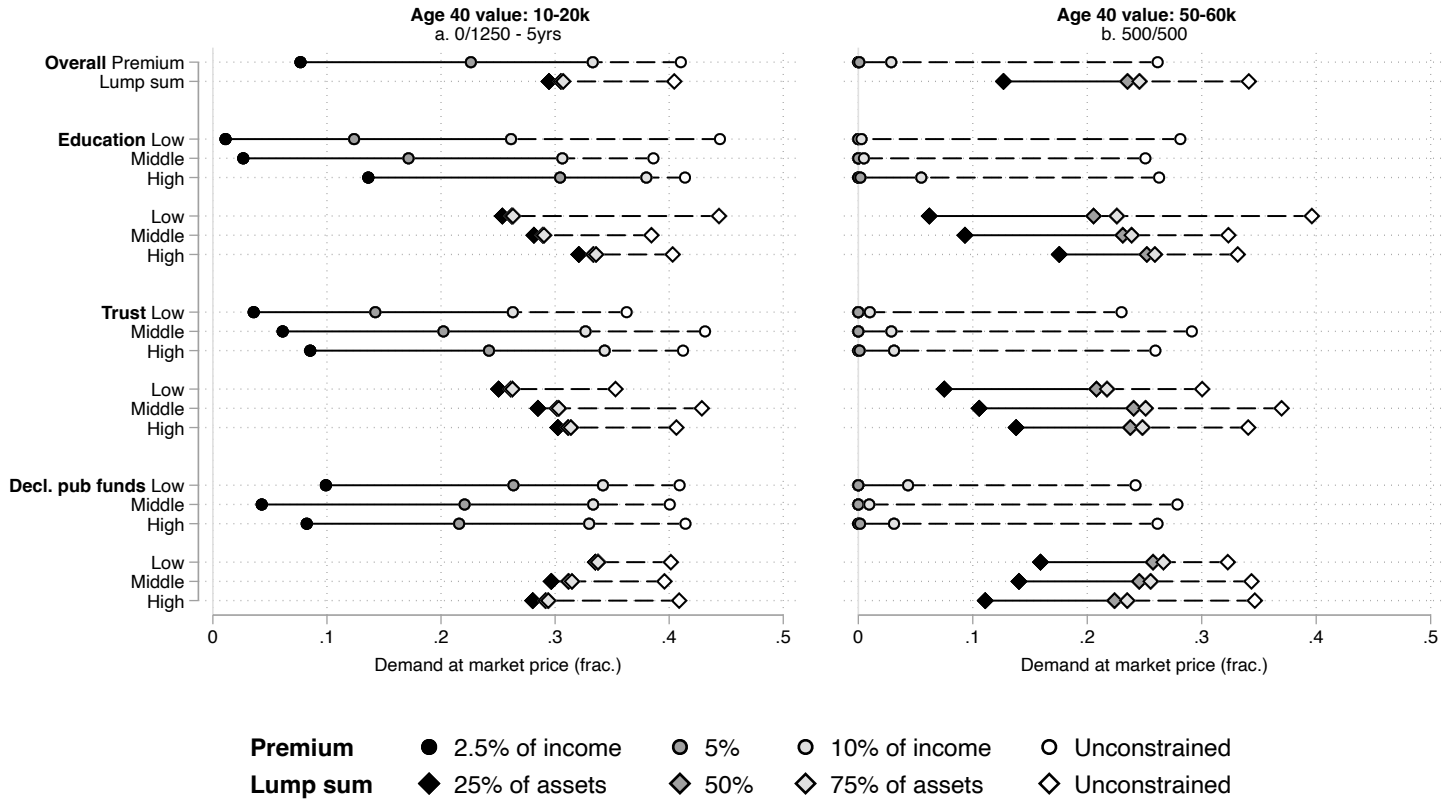 Age 40 value: 10-20k
a. 0/1250 - 5yrs
Age 40 value: 50-60k
b. 500/500
Overall Premium
Lump sum
Education Low
Middle
High
Low
Middle
High
Trust Low
Middle
High
Low
Middle
High
Decl. pub funds Low
Middle
High
Low
Middle
High
0 .1 .2 .3 .4 .5
Demand at market price (frac.)
0 .1 .2 .3 .4 .5
Demand at market price (frac.)
Premium 2.5% of income 5% 10% of income Unconstrained
Lump sum 25% of assets 50% 75% of assets Unconstrained